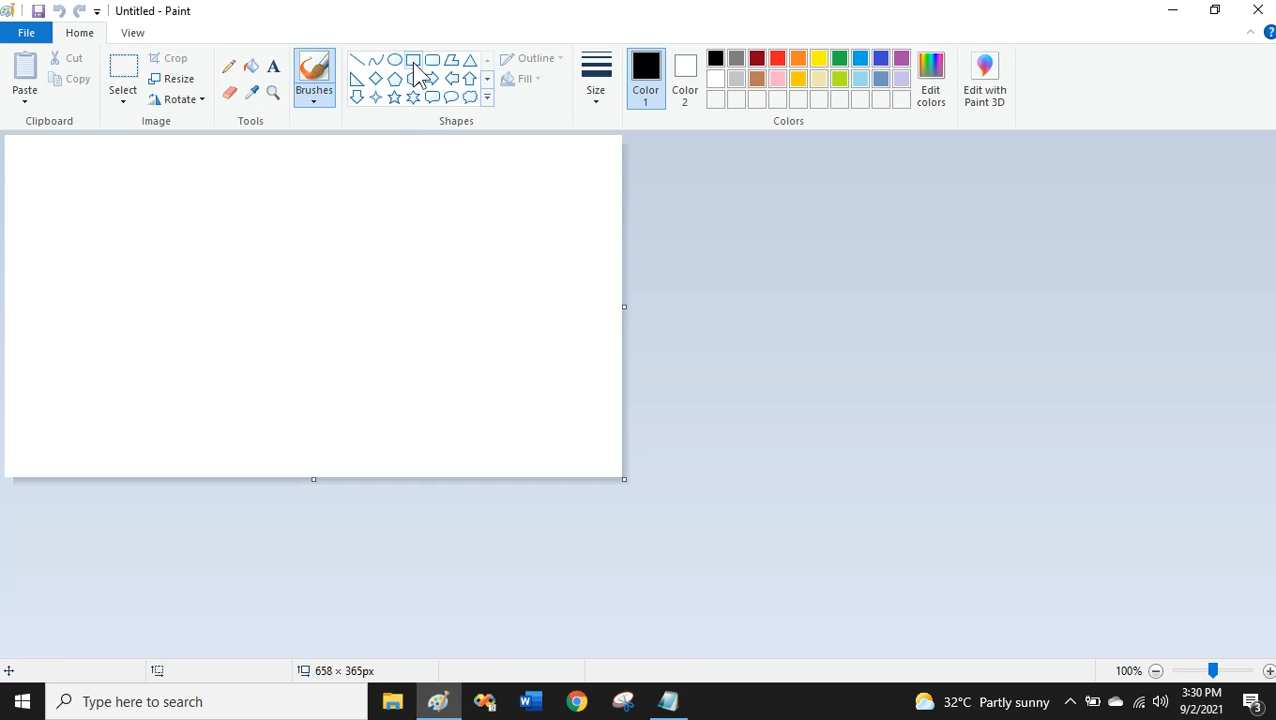 Untitled - Paint
File Home View
Paste
Cut
Copy
Clipboard
Select
Crop
Resize
Rotate
Image
A
Tools
Brushes
Shapes
Outline
Fill
Size
Color 1
Color 2
Edit colors
Colors
Edit with Paint 3D
?
658 × 365px
100%
Type here to search
32°C Partly sunny
3:30 PM
9/2/2021
3